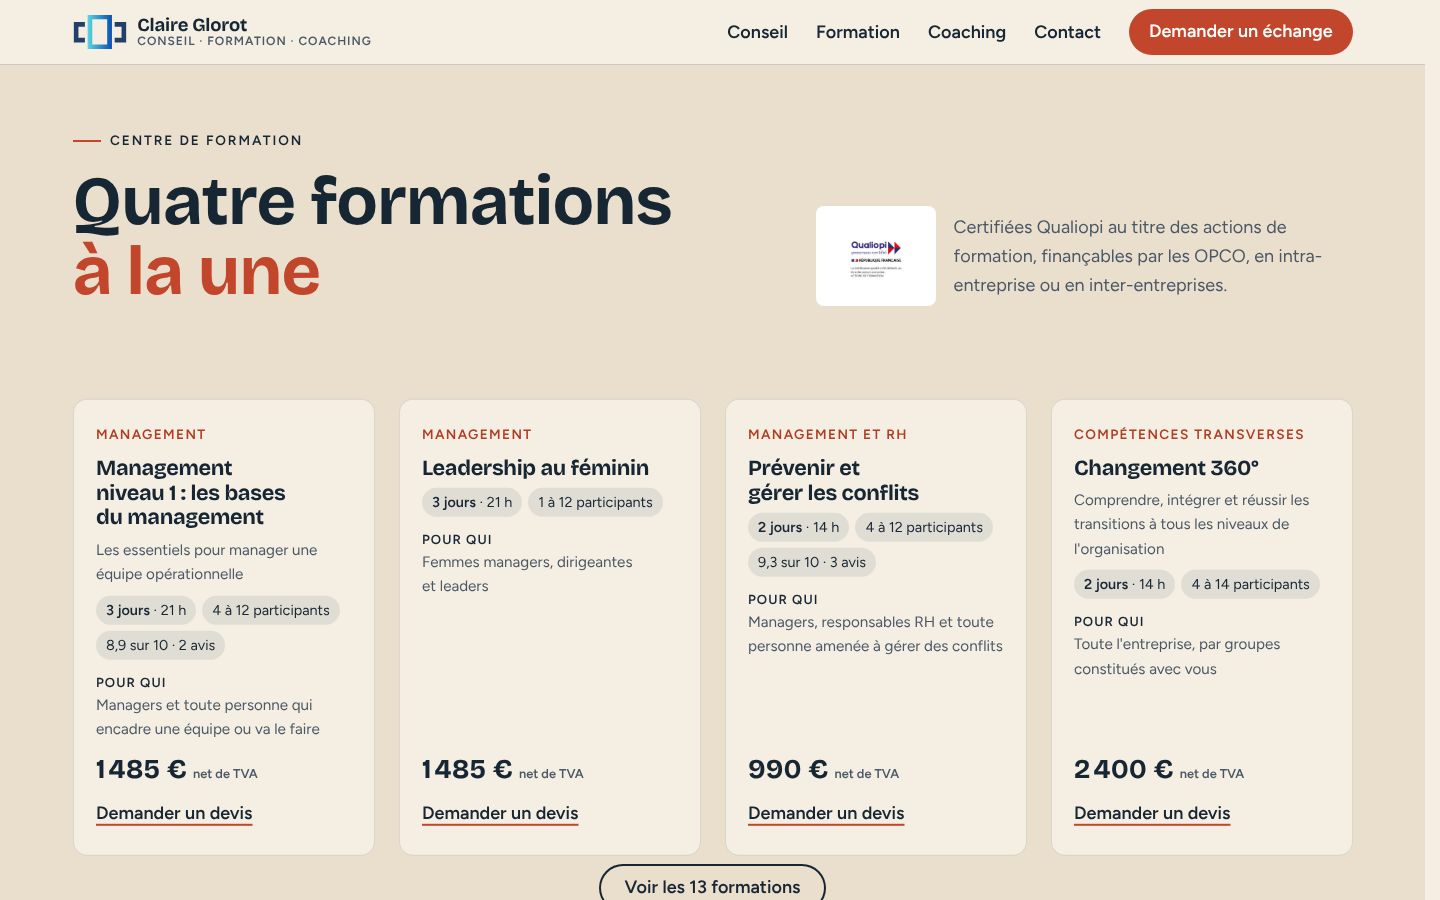 Claire Glorot
CONSEIL · FORMATION · COACHING
Conseil
Formation
Coaching
Contact
Demander un échange
CENTRE DE FORMATION
Quatre formations
à la une
Qualiopi
RÉPUBLIQUE FRANÇAISE
Certifiées Qualiopi au titre des actions de
formation, finançables par les OPCO, en intra-
entreprise ou en inter-entreprises.
MANAGEMENT
Management
niveau 1 : les bases
du management
Les essentiels pour manager une
équipe opérationnelle
3 jours · 21 h
4 à 12 participants
8,9 sur 10 · 2 avis
POUR QUI
Managers et toute personne qui
encadre une équipe ou va le faire
1 485 € net de TVA
Demander un devis
MANAGEMENT
Leadership au féminin
3 jours · 21 h
1 à 12 participants
POUR QUI
Femmes managers, dirigeantes
et leaders
1 485 € net de TVA
Demander un devis
MANAGEMENT ET RH
Prévenir et
gérer les conflits
2 jours · 14 h
4 à 12 participants
9,3 sur 10 · 3 avis
POUR QUI
Managers, responsables RH et toute
personne amenée à gérer des conflits
990 € net de TVA
Demander un devis
COMPÉTENCES TRANSVERSES
Changement 360°
Comprendre, intégrer et réussir les
transitions à tous les niveaux de
l'organisation
2 jours · 14 h
4 à 14 participants
POUR QUI
Toute l'entreprise, par groupes
constitués avec vous
2 400 € net de TVA
Demander un devis
Voir les 13 formations